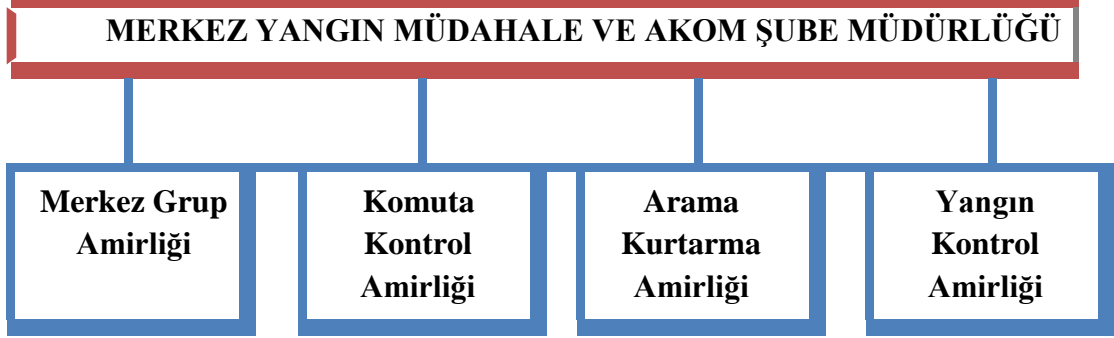 MERKEZ YANGIN MÜDAHALE VE AKOM ŞUBE MÜDÜRLÜĞÜ
Merkez Grup
Amirliği
Komuta
Kontrol
Amirliği
Arama
Kurtarma
Amirliği
Yangın
Kontrol
Amirliği